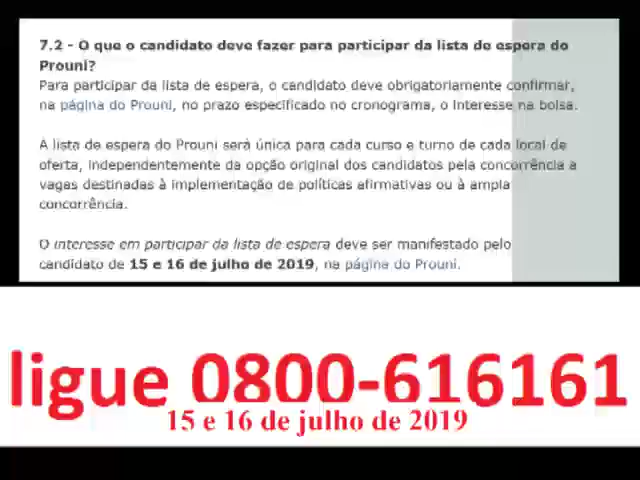 7.2 - O que o candidato deve fazer para participar da lista de espera do
Prouni?
Para participar da lista de espera, o candidato deve obrigatoriamente confirmar,
na página do Prouni, no prazo especificado no cronograma, o interesse na bolsa.
A lista de espera do Prouni será única para cada curso e turno de cada local de
oferta, independentemente da opção original dos candidatos pela concorrência a
vagas destinadas à implementação de políticas afirmativas ou à ampla
concorrência.
O interesse em participar da lista de espera deve ser manifestado pelo
candidato de 15 e 16 de julho de 2019, na página do Prouni.
ligue 0800-616161
15 e 16 de julho de 2019